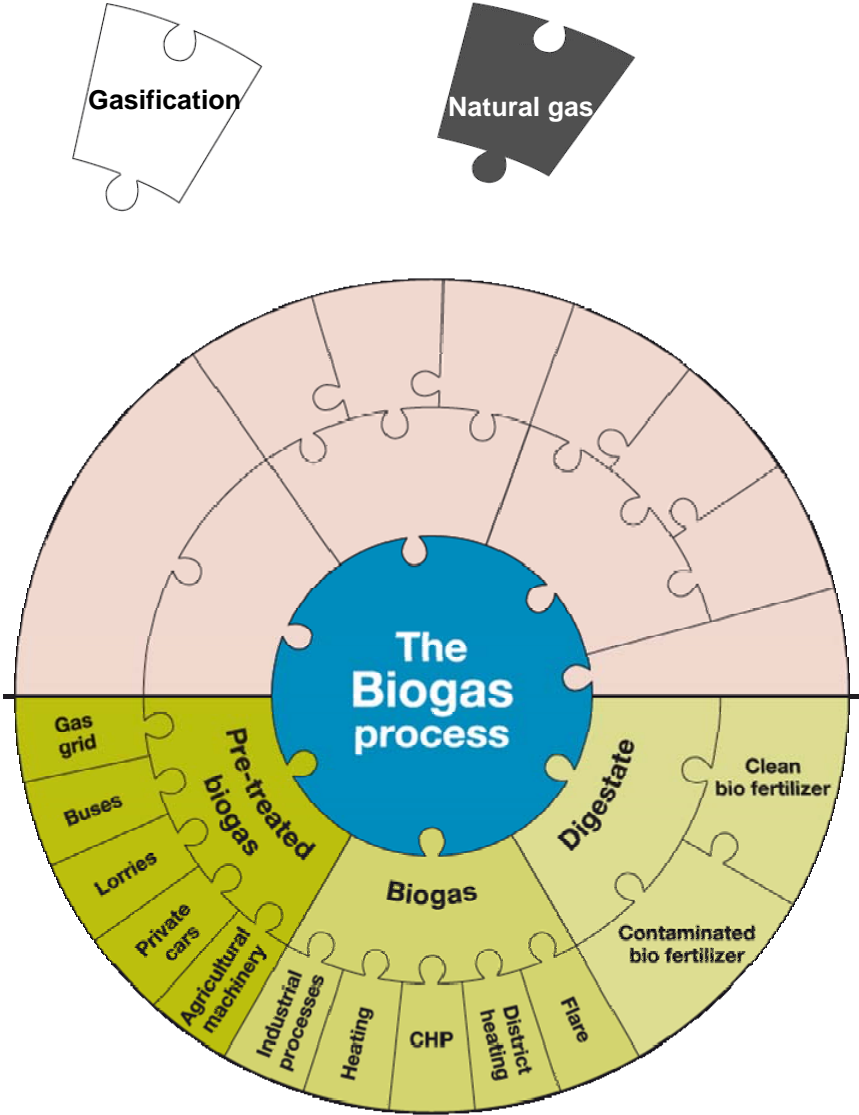 Gasification
Natural gas
The
Biogas
process
Gas
grid
Buses
Lorries
Private
cars
Agricultural
machinery
Pre-treated
biogas
Biogas
Industrial
processes
Heating
CHP
District
heating
Flare
Digestate
Clean
bio fertilizer
Contaminated
bio fertilizer